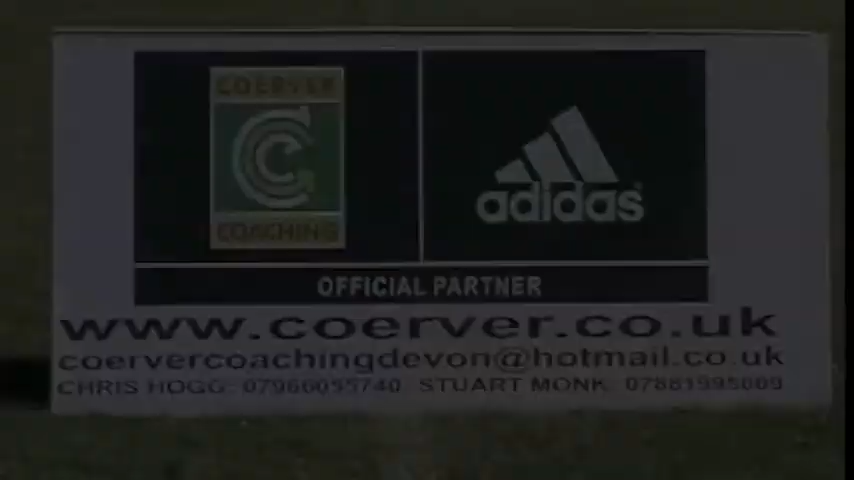 COERVER
COACHING
adidas
OFFICIAL PARTNER
www.coerver.co.uk
coervercoachingdevon@hotmail.co.uk
CHRIS HOGG: STUART MONK: